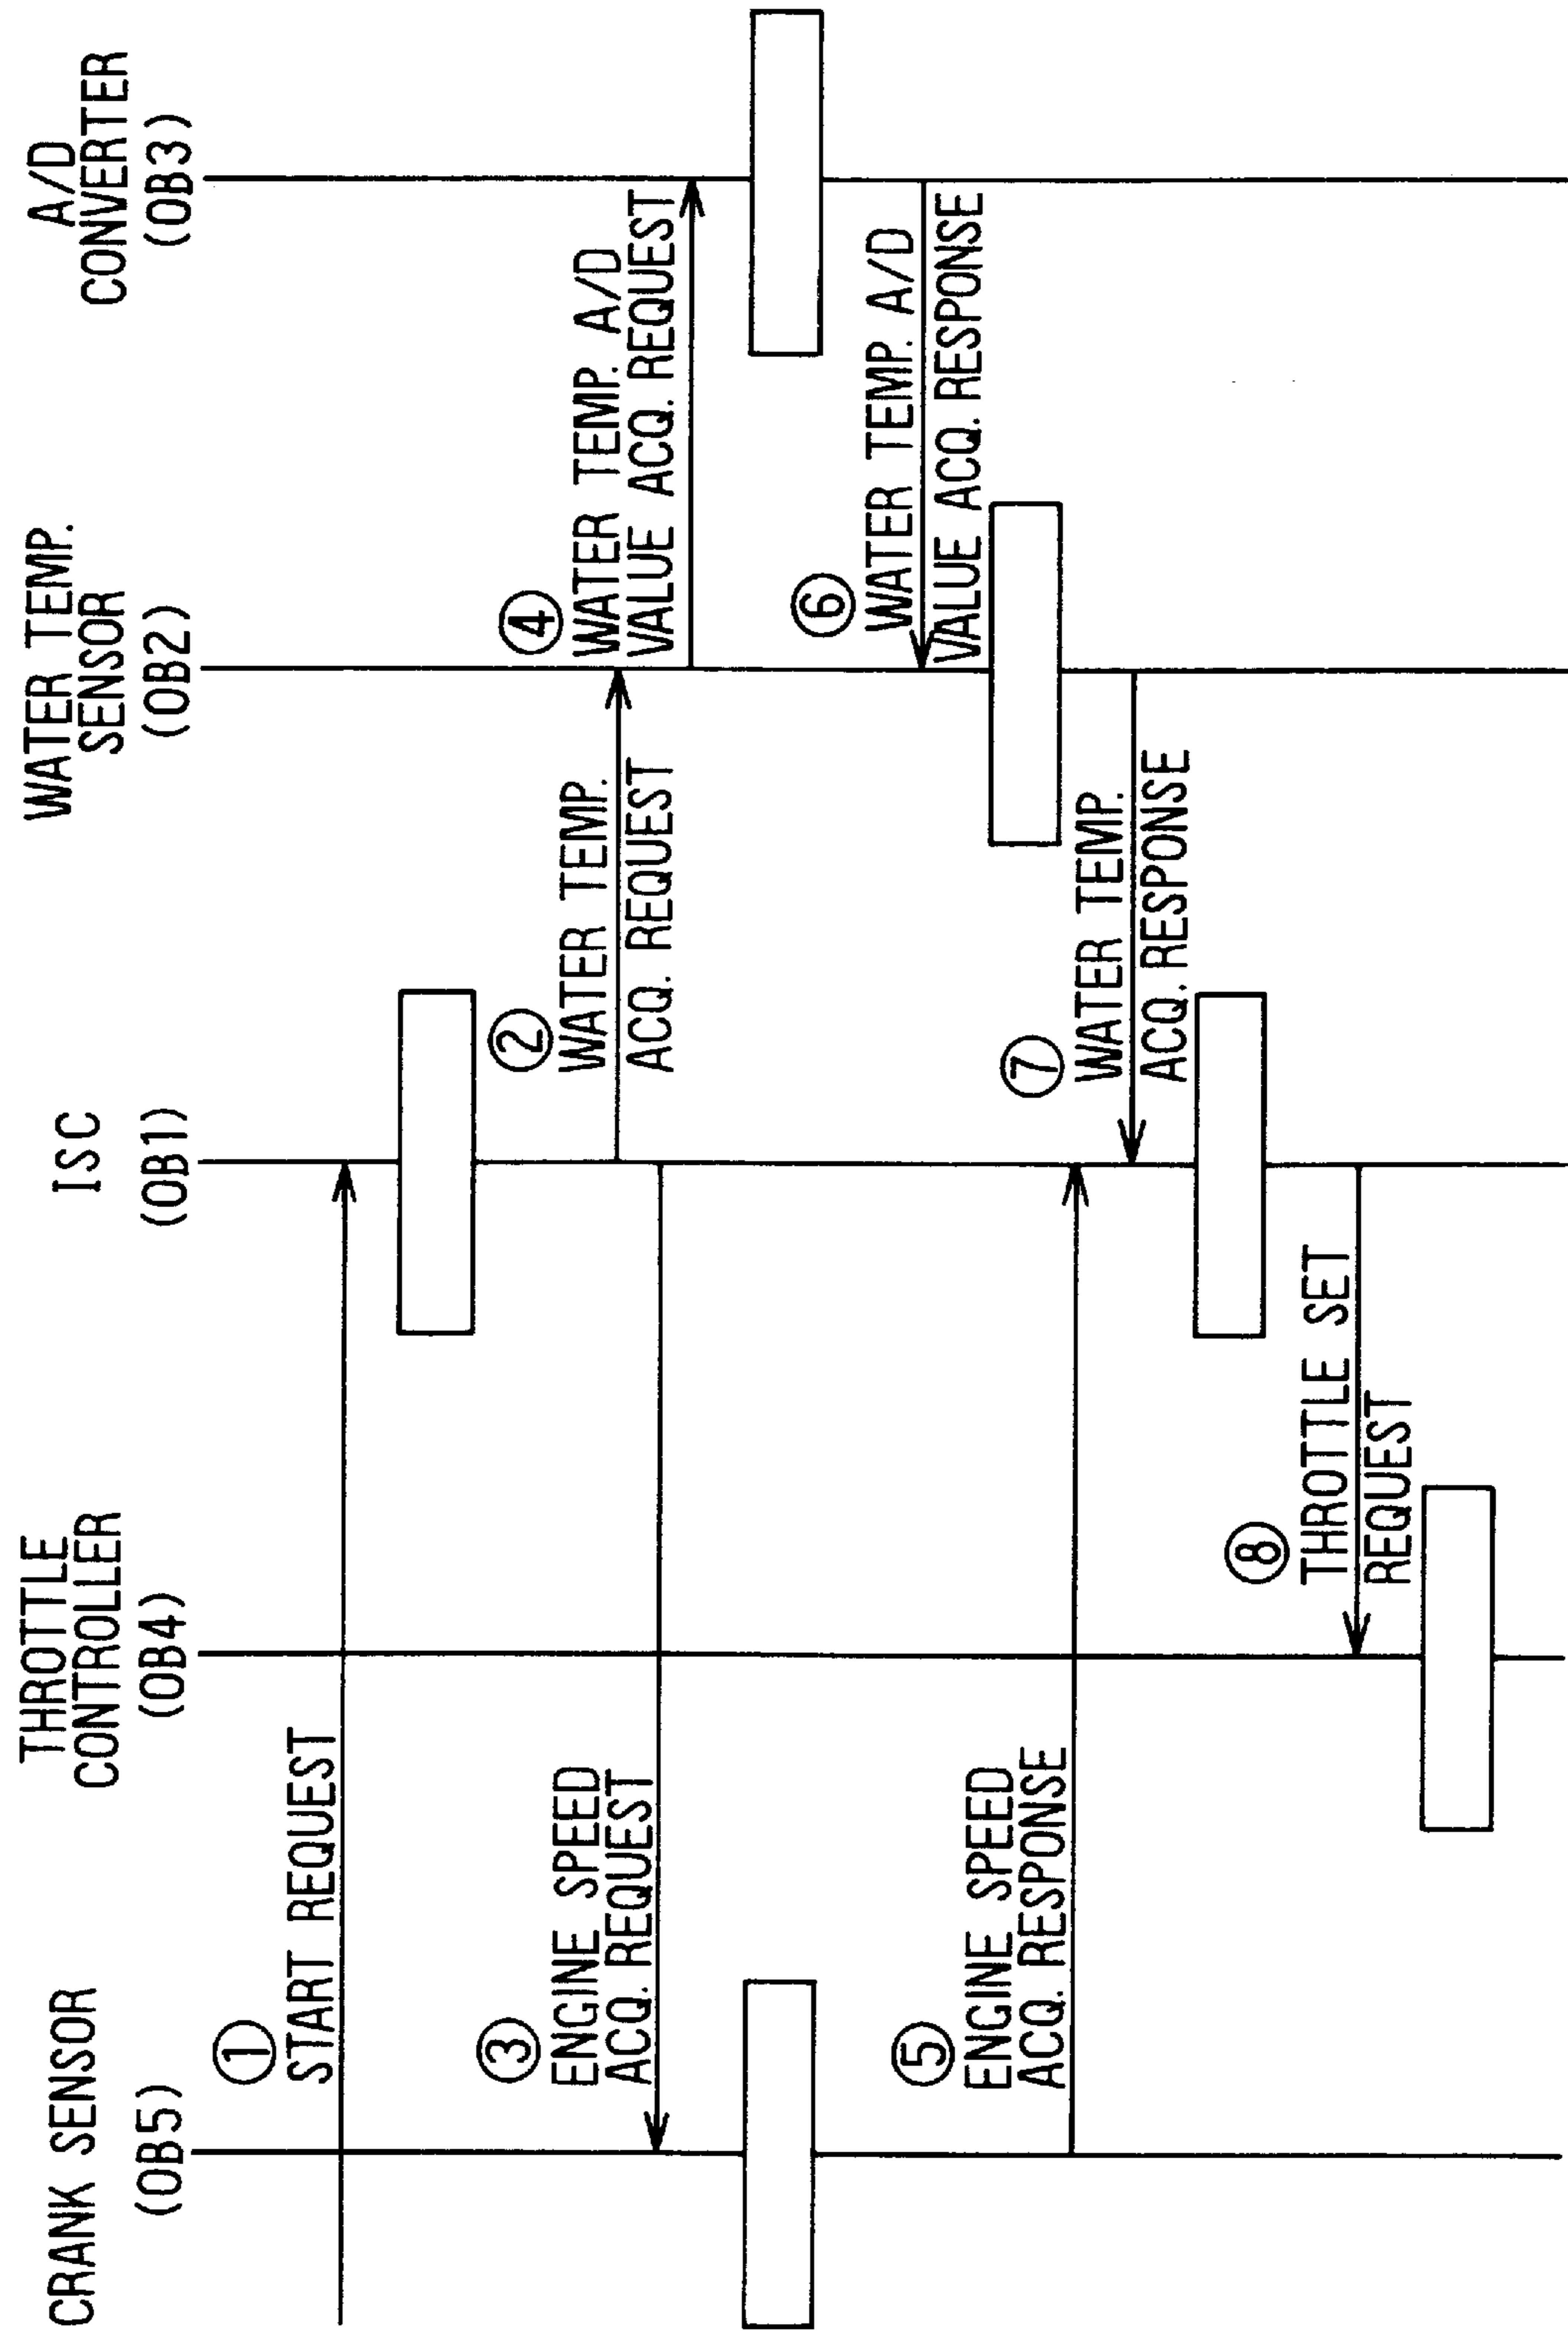 CRANK SENSOR
(OB5)
THROTTLE
CONTROLLER
(OB4)
ISC
(OB1)
WATER TEMP.
SENSOR
(OB2)
A/D
CONVERTER
(OB3)
①
START REQUEST
②
WATER TEMP.
ACQ. REQUEST
③
ENGINE SPEED
ACQ. REQUEST
④
WATER TEMP. A/D
VALUE ACQ. REQUEST
⑤
ENGINE SPEED
ACQ. RESPONSE
⑥
WATER TEMP. A/D
VALUE ACQ. RESPONSE
⑦
WATER TEMP.
ACQ. RESPONSE
⑧
THROTTLE SET
REQUEST